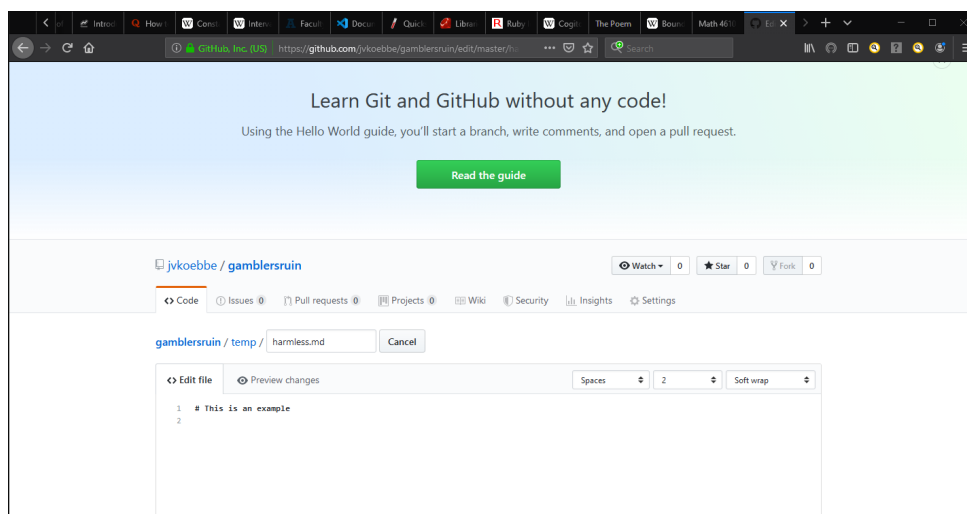 Introd
How t
Const
Intern
Facult
Docur
Quick
Librar
Ruby
Cogit
The Poem
Boun
Math 4610
Ed
GitHub, Inc. (US)
https://github.com/jvkoebbe/gamblersruin/edit/master/ha
Search
Learn Git and GitHub without any code!
Using the Hello World guide, you'll start a branch, write comments, and open a pull request.
Read the guide
jvkoebbe / gamblersruin
Watch 0 Star 0 Fork 0
Code Issues 0 Pull requests 0 Projects 0 Wiki Security Insights Settings
gamblersruin / temp / harmless.md Cancel
Edit file Preview changes Spaces 2 Soft wrap
1 # This is an example
2